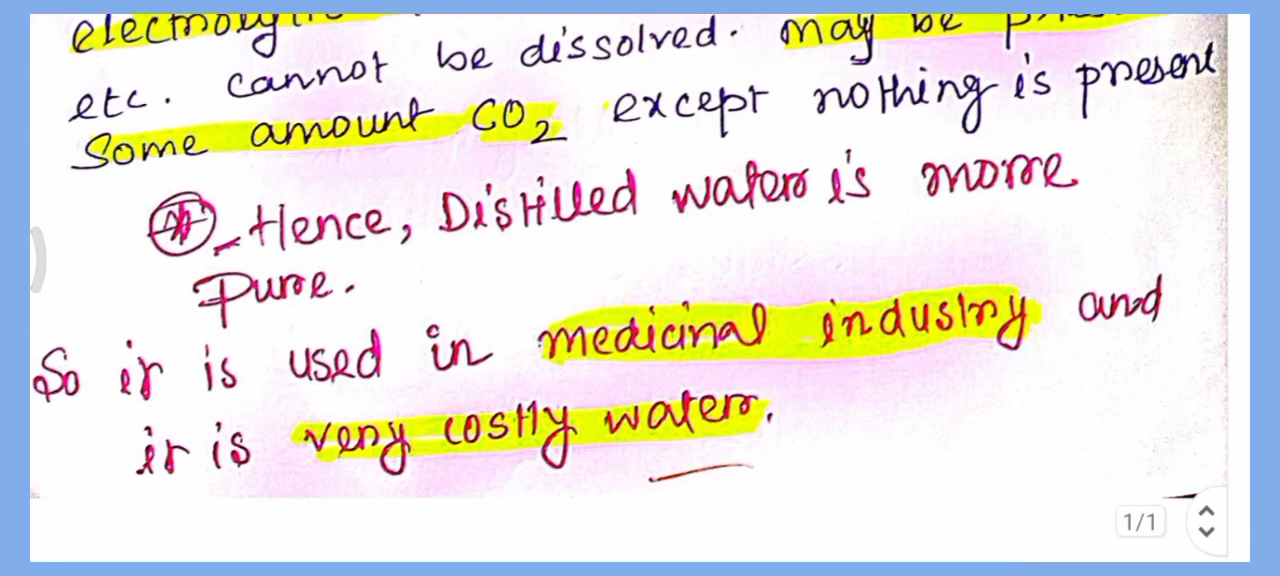 etc. cannot be dissolved. may be
Some amount CO2 except nothing is present
Hence, Distilled water is more
Pure.
So it is used in medicinal industry and
it is very costly water.
1/1